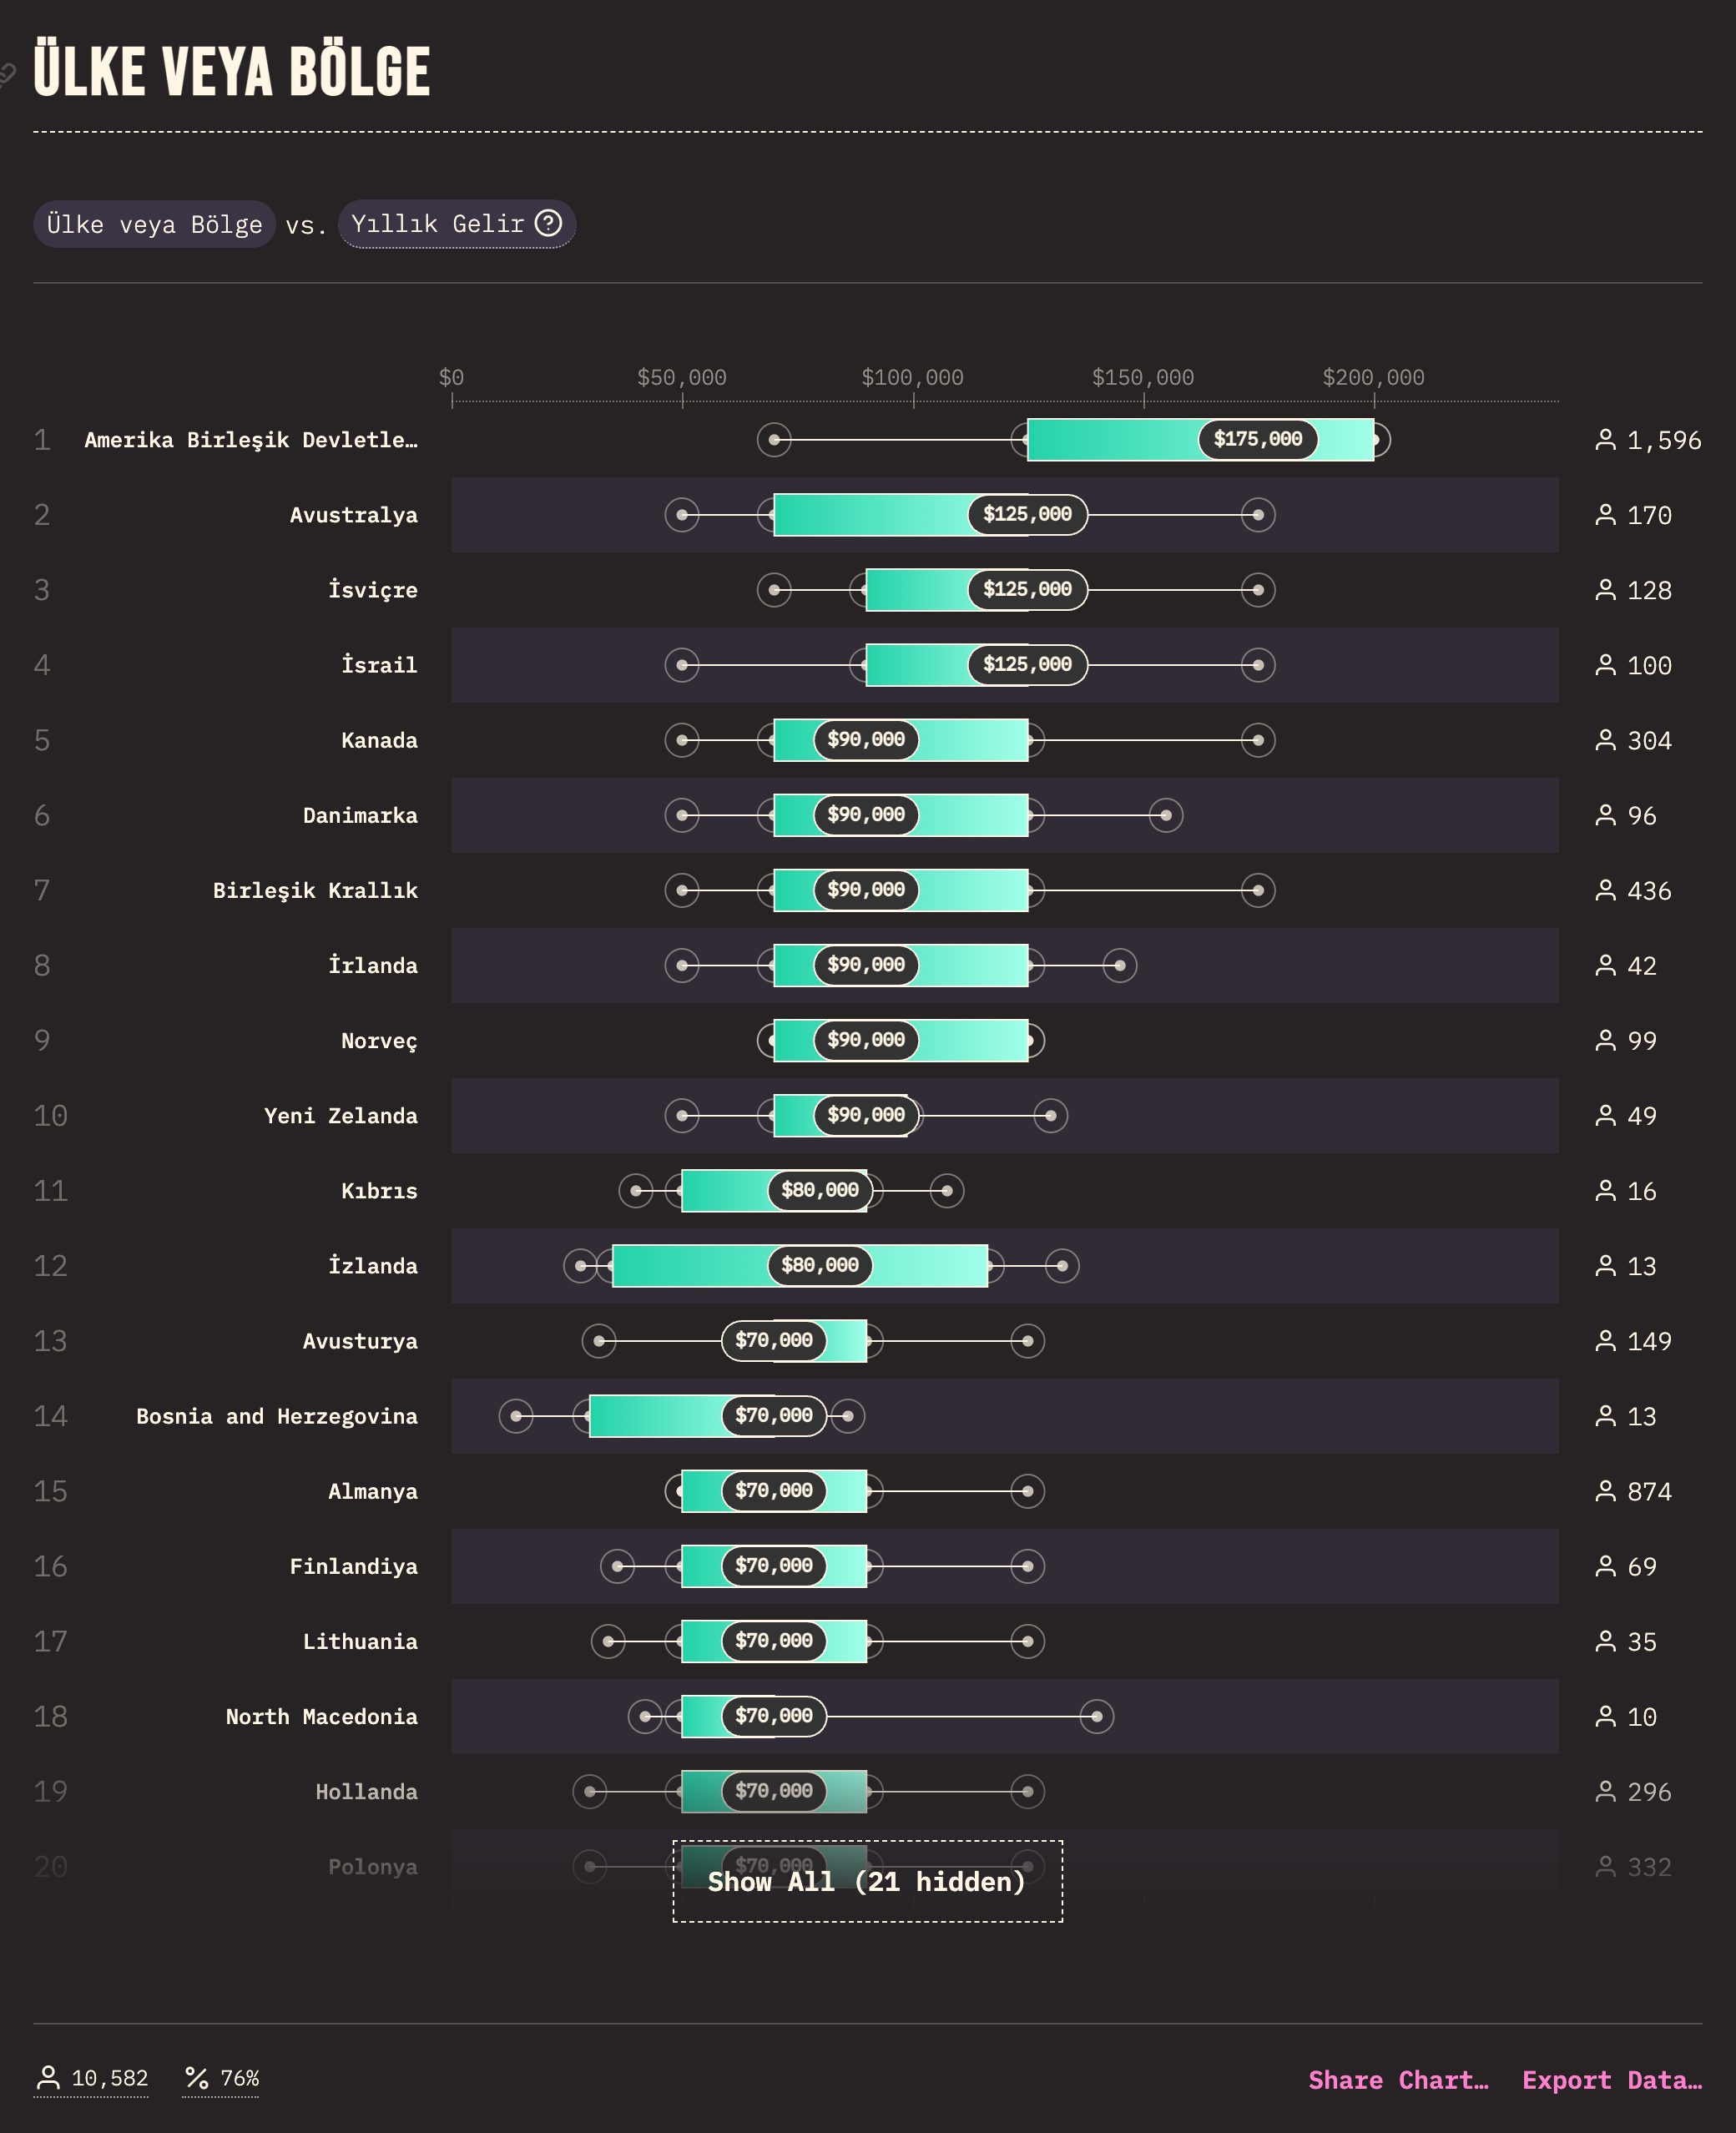 ÜLKE VEYA BÖLGE
Ülke veya Bölge vs. Yıllık Gelir ?
$0 $50,000 $100,000 $150,000 $200,000
1 Amerika Birleşik Devletle… $175,000 1,596
2 Avustralya $125,000 170
3 İsviçre $125,000 128
4 İsrail $125,000 100
5 Kanada $90,000 304
6 Danimarka $90,000 96
7 Birleşik Krallık $90,000 436
8 İrlanda $90,000 42
9 Norveç $90,000 99
10 Yeni Zelanda $90,000 49
11 Kıbrıs $80,000 16
12 İzlanda $80,000 13
13 Avusturya $70,000 149
14 Bosnia and Herzegovina $70,000 13
15 Almanya $70,000 874
16 Finlandiya $70,000 69
17 Lithuania $70,000 35
18 North Macedonia $70,000 10
19 Hollanda $70,000 296
20 Polonya $70,000 332
Show All (21 hidden)
10,582 % 76% Share Chart… Export Data…